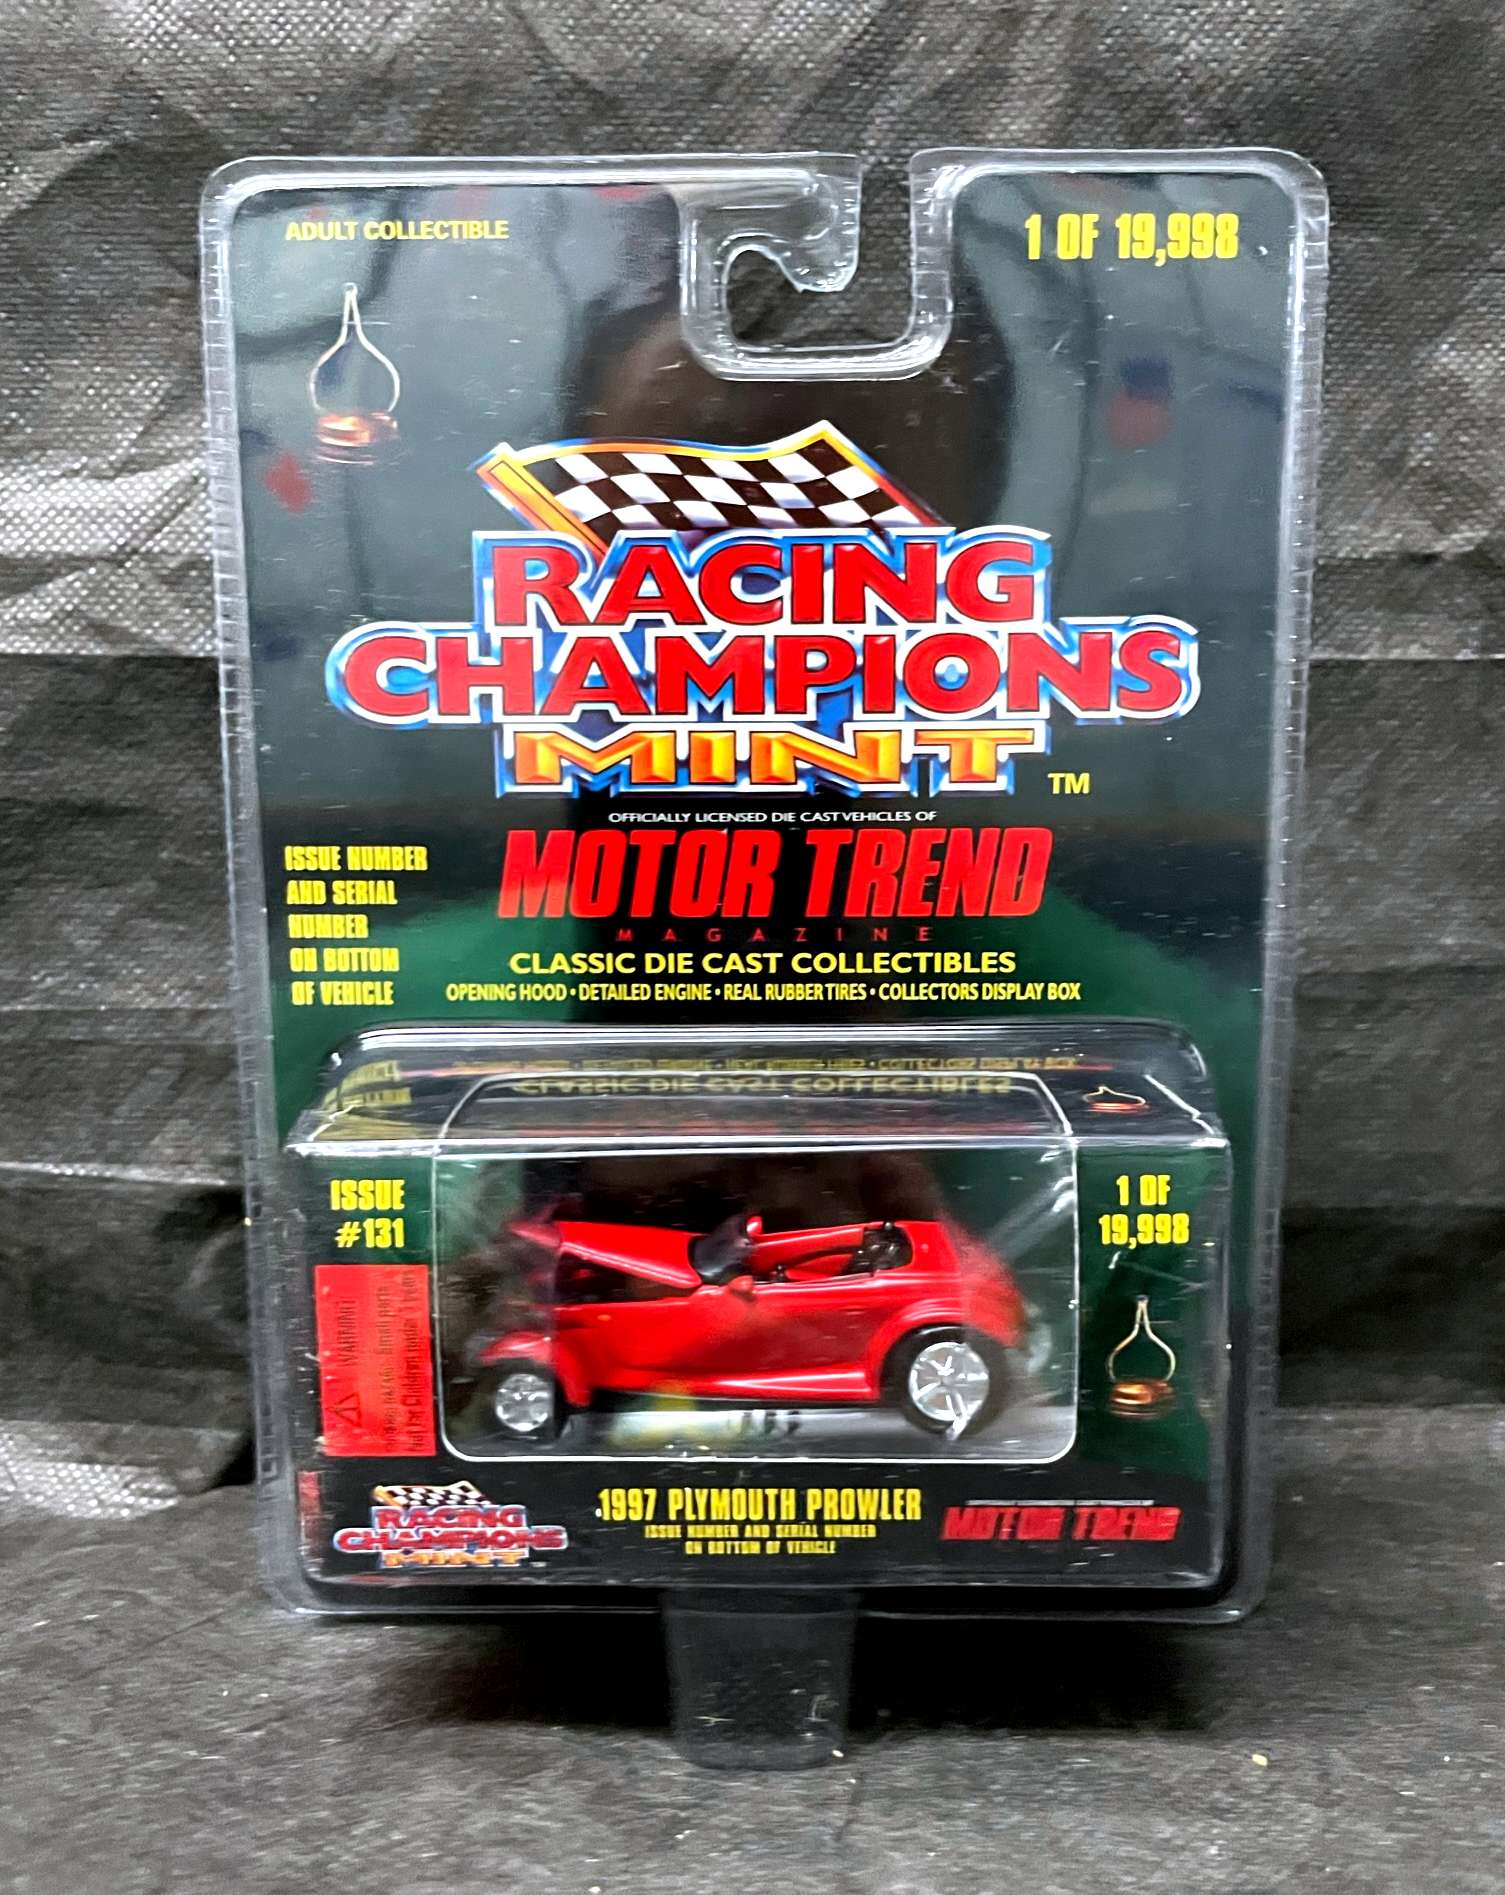 ADULT COLLECTIBLE
1 OF 19,998
RACING
CHAMPIONS
MINT TM
OFFICIALLY LICENSED DIE CAST VEHICLES OF
MOTOR TREND
MAGAZINE
ISSUE NUMBER
AND SERIAL
NUMBER
ON BOTTOM
OF VEHICLE
CLASSIC DIE CAST COLLECTIBLES
OPENING HOOD • DETAILED ENGINE • REAL RUBBER TIRES • COLLECTORS DISPLAY BOX
ISSUE
#131
1 OF
19,998
WARNING
RACING
CHAMPIONS
MINT
1997 PLYMOUTH PROWLER
ISSUE NUMBER AND SERIAL NUMBER
ON BOTTOM OF VEHICLE
MOTOR TREND